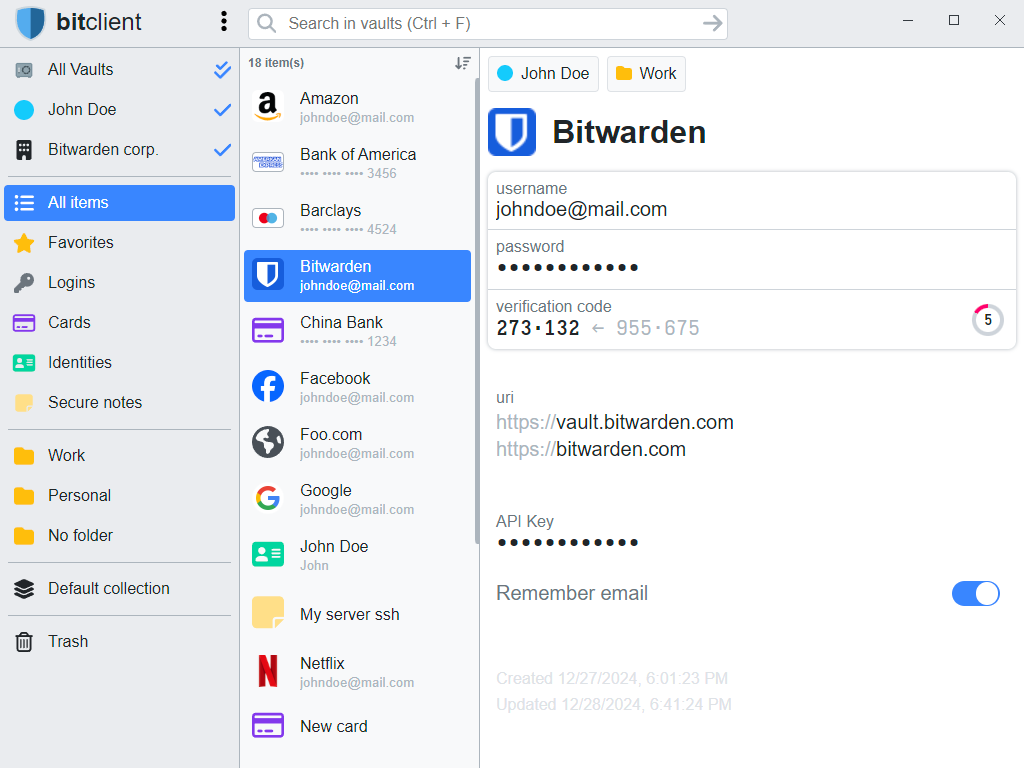 bitclient
Search in vaults (Ctrl + F)
All Vaults
John Doe
Bitwarden corp.
All items
Favorites
Logins
Cards
Identities
Secure notes
Work
Personal
No folder
Default collection
Trash
18 item(s)
Amazon
johndoe@mail.com
Bank of America
•••• •••• •••• 3456
Barclays
•••• •••• •••• 4524
Bitwarden
johndoe@mail.com
China Bank
•••• •••• •••• 1234
Facebook
johndoe@mail.com
Foo.com
johndoe@mail.com
Google
johndoe@mail.com
John Doe
John
My server ssh
Netflix
johndoe@mail.com
New card
John Doe
Work
Bitwarden
username
johndoe@mail.com
password
••••••••••••
verification code
273·132 ← 955·675
5
uri
https://vault.bitwarden.com
https://bitwarden.com
API Key
••••••••••••
Remember email
Created 12/27/2024, 6:01:23 PM
Updated 12/28/2024, 6:41:24 PM